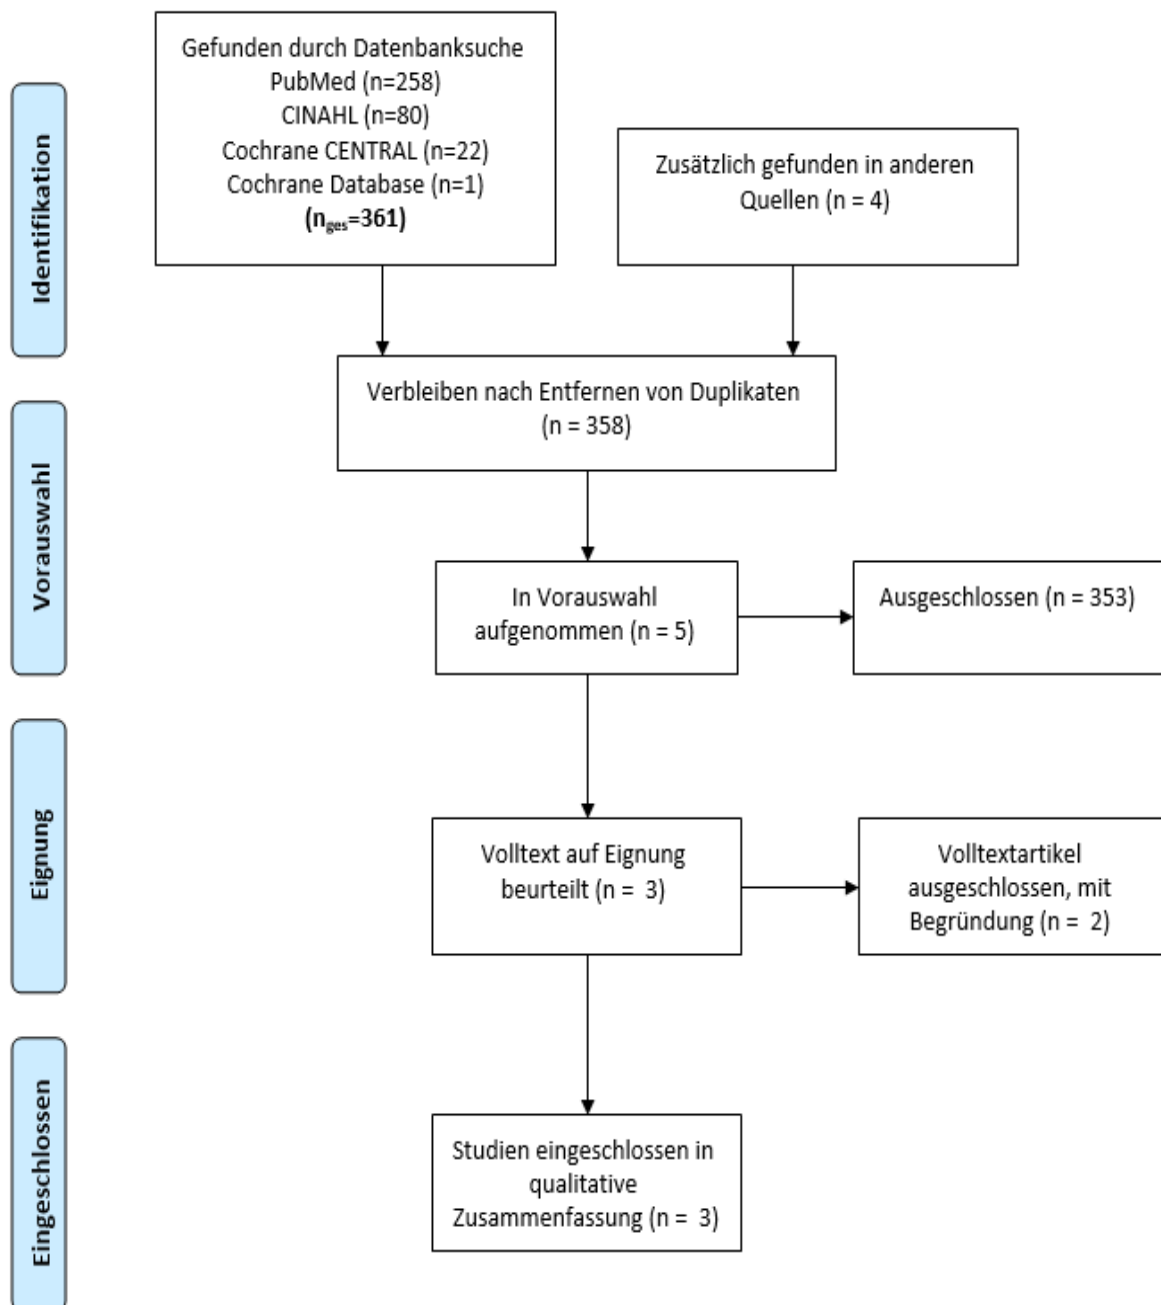 Identifikation
Gefunden durch Datenbanksuche
PubMed (n=258)
CINAHL (n=80)
Cochrane CENTRAL (n=22)
Cochrane Database (n=1)
(nges=361)
Zusätzlich gefunden in anderen
Quellen (n = 4)
Vorauswahl
Verbleiben nach Entfernen von Duplikaten
(n = 358)
In Vorauswahl
aufgenommen (n = 5)
Ausgeschlossen (n = 353)
Eignung
Volltext auf Eignung
beurteilt (n =  3)
Volltextartikel
ausgeschlossen, mit
Begründung (n =  2)
Eingeschlossen
Studien eingeschlossen in
qualitative
Zusammenfassung (n =  3)